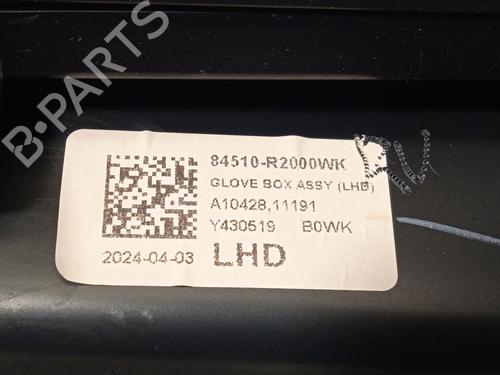 B-PARTS
84510-R2000WK
GLOVE BOX ASSY (LHD)
A10428,11191
Y430519 B0WK
2024-04-03 LHD